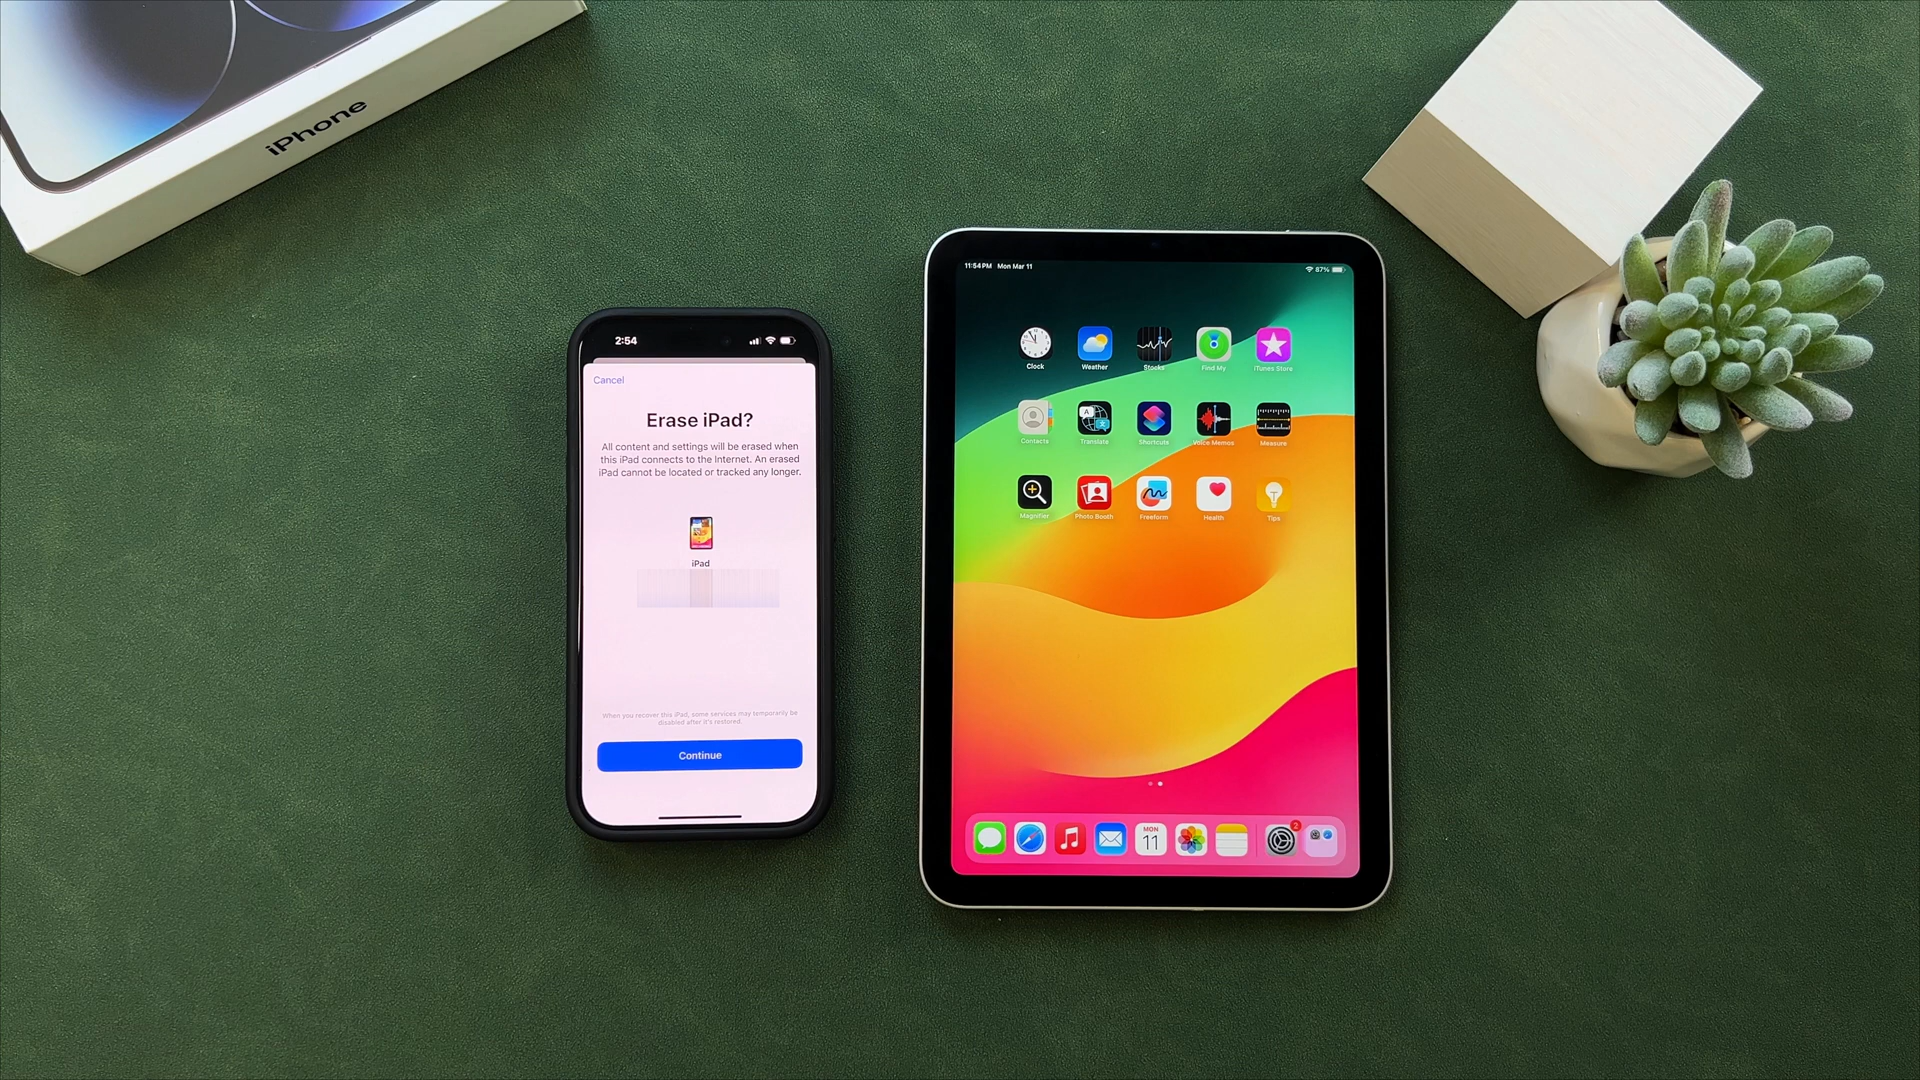 iPhone
2:54
Cancel
Erase iPad?
All content and settings will be erased when
this iPad connects to the Internet. An erased
iPad cannot be located or tracked any longer.
iPad
When you recover this iPad, some services may temporarily be
disabled after it's restored.
Continue
11:54 PM Mon Mar 11
87%
Clock Weather Stocks Find My iTunes Store
Contacts Translate Shortcuts Voice Memos Measure
Magnifier Photo Booth Freeform Health Tips
MON
11
2